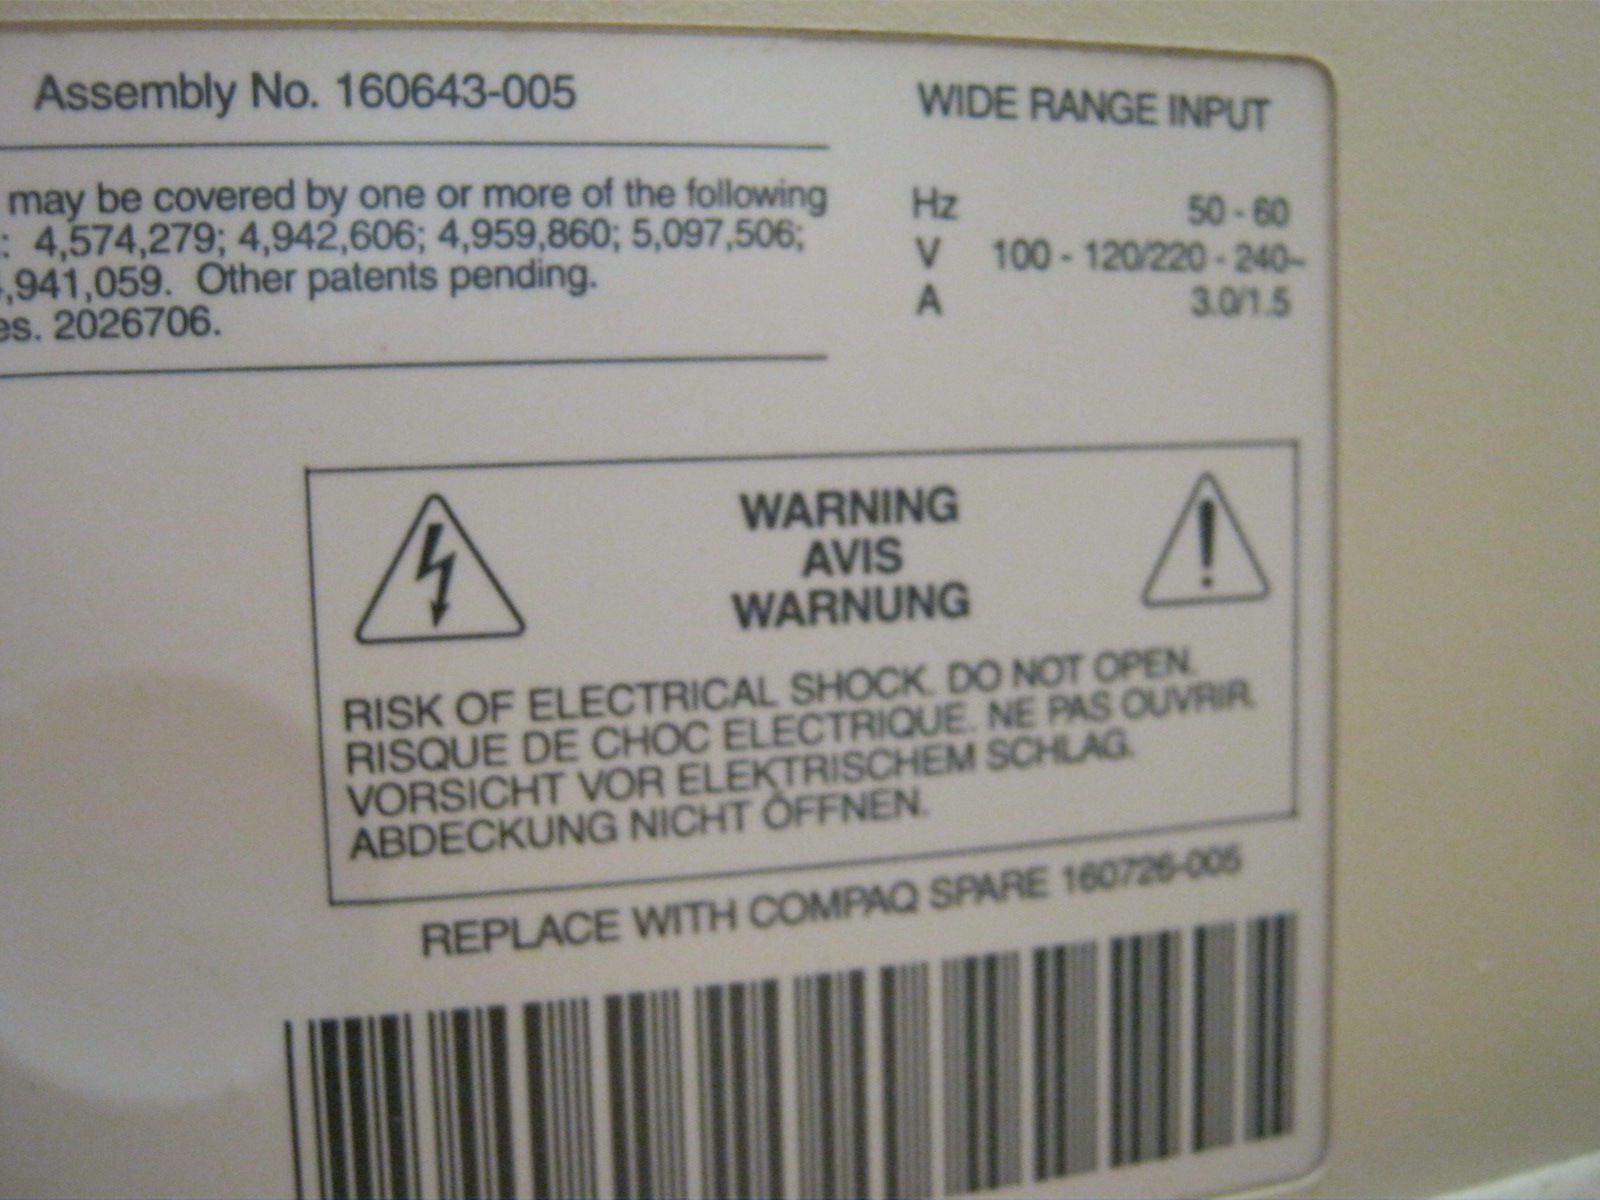 Assembly No. 160643-005
may be covered by one or more of the following
: 4,574,279; 4,942,606; 4,959,860; 5,097,506;
,941,059. Other patents pending.
es. 2026706.
WIDE RANGE INPUT
Hz 50 - 60
V 100 - 120/220 - 240~
A 3.0/1.5
WARNING
AVIS
WARNUNG
RISK OF ELECTRICAL SHOCK. DO NOT OPEN.
RISQUE DE CHOC ELECTRIQUE. NE PAS OUVRIR.
VORSICHT VOR ELEKTRISCHEM SCHLAG.
ABDECKUNG NICHT ÖFFNEN.
REPLACE WITH COMPAQ SPARE 160726-005